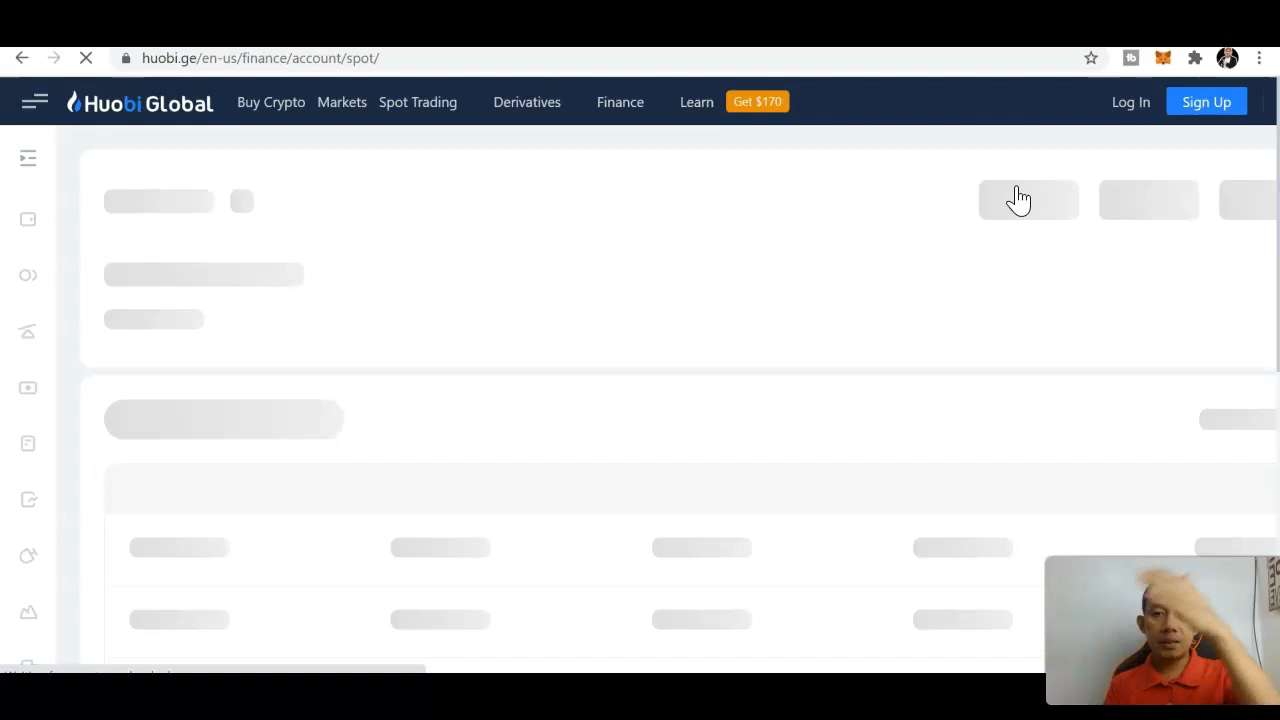 huobi.ge/en-us/finance/account/spot/
Huobi Global Buy Crypto Markets Spot Trading Derivatives Finance Learn Get $170 Log In Sign Up